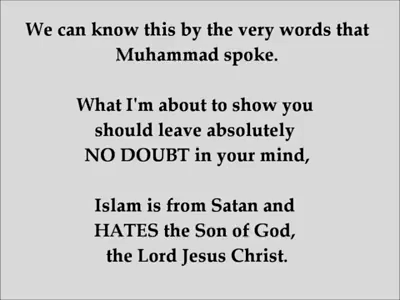 We can know this by the very words that
Muhammad spoke.
What I'm about to show you
should leave absolutely
NO DOUBT in your mind,
Islam is from Satan and
HATES the Son of God,
the Lord Jesus Christ.